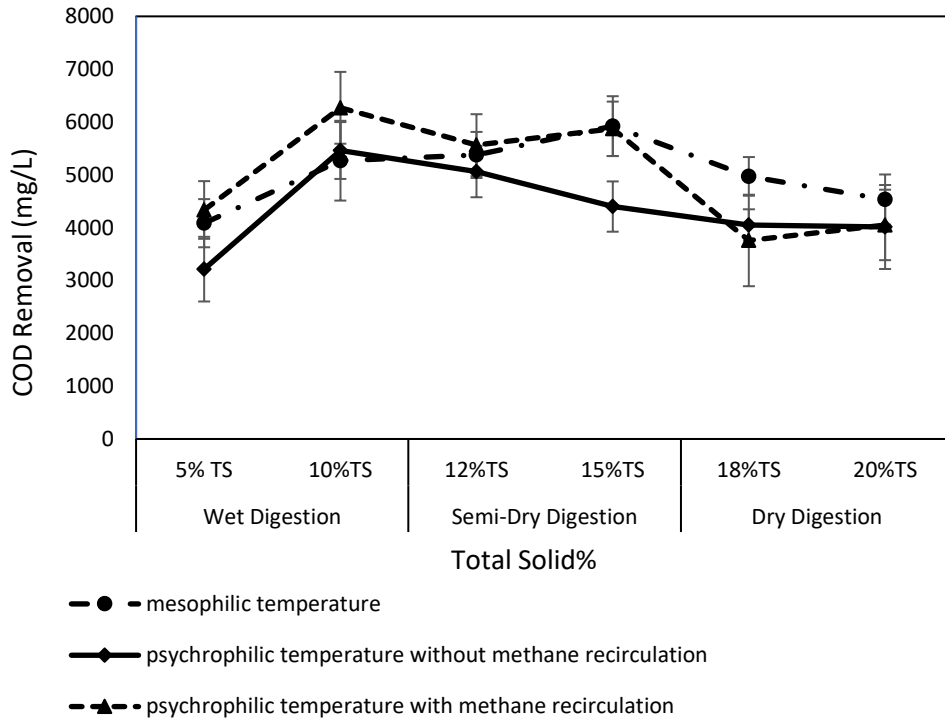 8000
7000
6000
5000
4000
3000
2000
1000
0
COD Removal (mg/L)
5% TS 10%TS 12%TS 15%TS 18%TS 20%TS
Wet Digestion Semi-Dry Digestion Dry Digestion
Total Solid%
mesophilic temperature
psychrophilic temperature without methane recirculation
psychrophilic temperature with methane recirculation